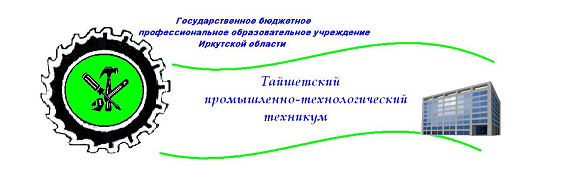 Государственное бюджетное
профессиональное образовательное учреждение
Иркутской области
Тайшетский
промышленно-технологический
техникум